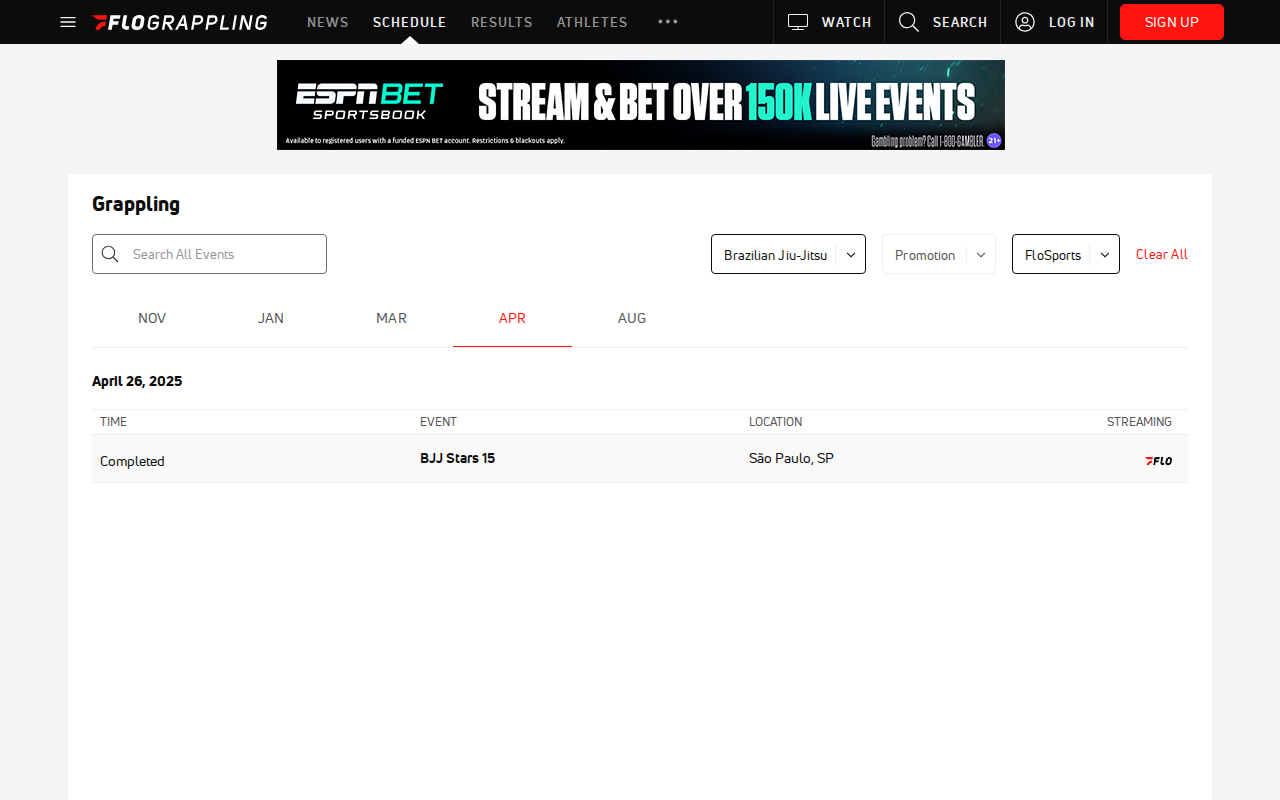 FLOGRAPPLING NEWS SCHEDULE RESULTS ATHLETES ••• WATCH SEARCH LOG IN SIGN UP
ESPN BET SPORTSBOOK STREAM & BET OVER 150K LIVE EVENTS
Available to registered users with a funded ESPN BET account. Restrictions & blackouts apply. Gambling problem? Call 1-800-GAMBLER. 21+
Grappling
Search All Events Brazilian Jiu-Jitsu Promotion FloSports Clear All
NOV JAN MAR APR AUG
April 26, 2025
TIME EVENT LOCATION STREAMING
Completed BJJ Stars 15 São Paulo, SP FLO